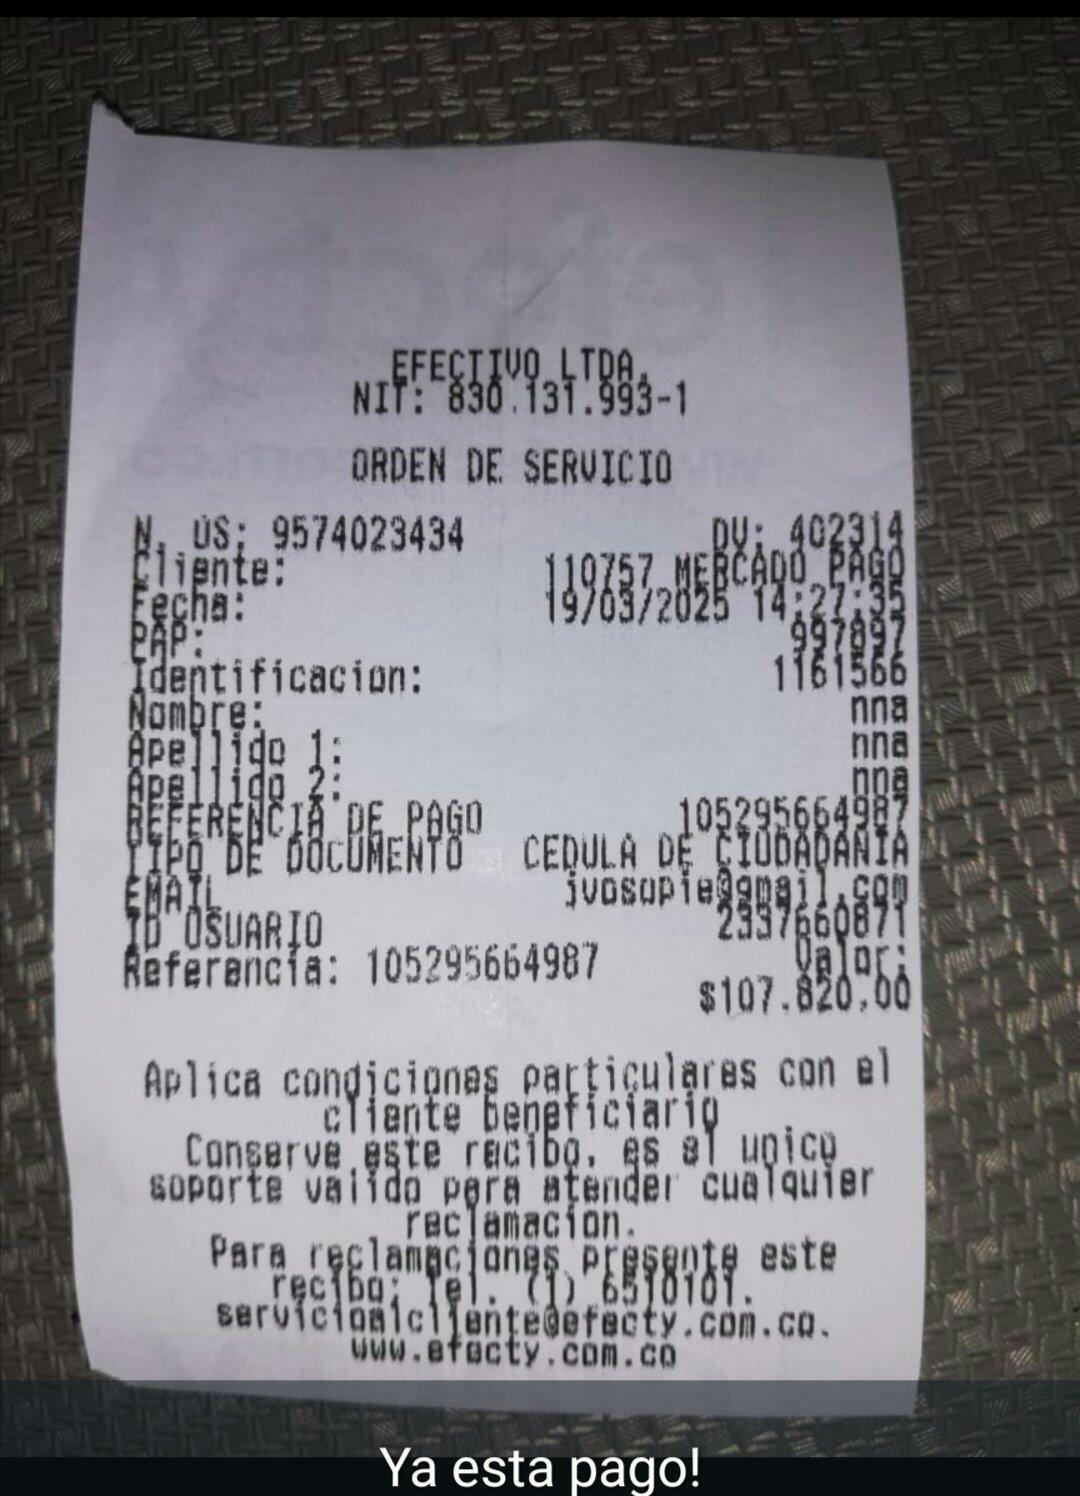 EFECTIVO LTDA.
NIT: 830.131.993-1
ORDEN DE SERVICIO
N. OS: 9574023434 DV: 402314
Cliente: 110757 MERCADO PAGO
Fecha: 19/03/2025 14:27:35
PAP: 997897
Identificacion: 1161566
Nombre: nna
Apellido 1: nna
Apellido 2: nna
REFERENCIA DE PAGO 105295664987
TIPO DE DOCUMENTO CEDULA DE CIUDADANIA
EMAIL jvosupie@gmail.com
ID USUARIO 2337660871
Referencia: 105295664987 Valor:
$107.820,00
Aplica condiciones particulares con el
cliente beneficiario
Conserve este recibo, es el unico
soporte valido para atender cualquier
reclamacion.
Para reclamaciones presente este
recibo: Tel. (1) 6510101.
servicioalcliente@efecty.com.co.
www.efecty.com.co
Ya esta pago!